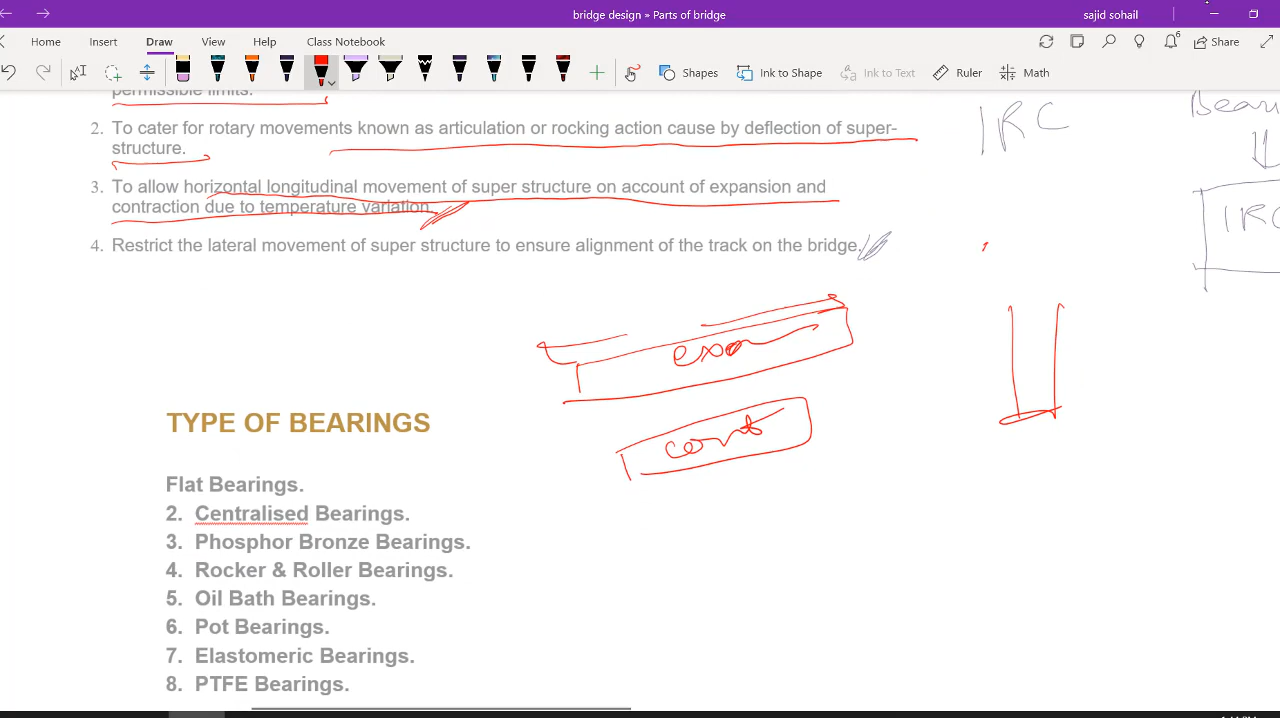 bridge design » Parts of bridge
sajid sohail
Home Insert Draw View Help Class Notebook
6
Share
Shapes
Ink to Shape
Ink to Text
Ruler
Math
permissible limits.
2. To cater for rotary movements known as articulation or rocking action cause by deflection of super-
structure.
3. To allow horizontal longitudinal movement of super structure on account of expansion and
contraction due to temperature variation.
4. Restrict the lateral movement of super structure to ensure alignment of the track on the bridge.
IRC
Bear
IRC
cont
TYPE OF BEARINGS
Flat Bearings.
2. Centralised Bearings.
3. Phosphor Bronze Bearings.
4. Rocker & Roller Bearings.
5. Oil Bath Bearings.
6. Pot Bearings.
7. Elastomeric Bearings.
8. PTFE Bearings.